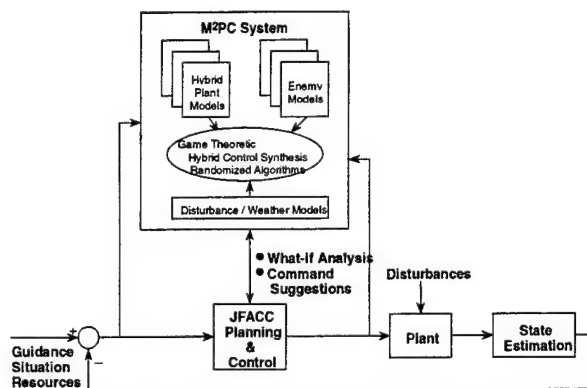 M²PC System
Hybrid
Plant
Models
Enemy
Models
Game Theoretic
Hybrid Control Synthesis
Randomized Algorithms
Disturbance / Weather Models
● What-if Analysis
● Command
Suggestions
Disturbances
JFACC
Planning
&
Control
Plant
State
Estimation
+
−
Guidance
Situation
Resources